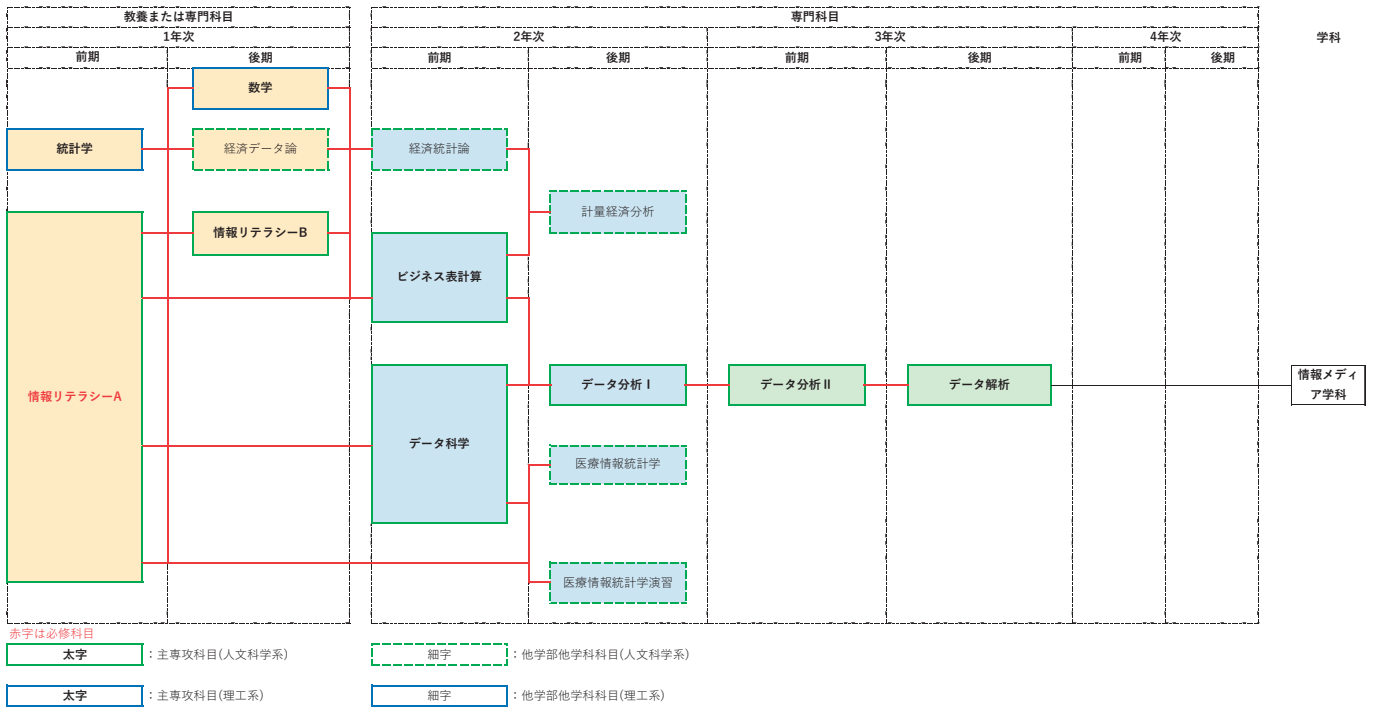 教養または専門科目
専門科目
1年次
2年次
3年次
4年次
学科
前期
後期
前期
後期
前期
後期
前期
後期
数学
統計学
経済データ論
経済統計論
計量経済分析
情報リテラシーB
ビジネス表計算
情報リテラシーA
データ科学
データ分析Ⅰ
データ分析Ⅱ
データ解析
情報メディ
ア学科
医療情報統計学
医療情報統計学演習
赤字は必修科目
太字
：主専攻科目(人文科学系)
細字
：他学部他学科科目(人文科学系)
太字
：主専攻科目(理工系)
細字
：他学部他学科科目(理工系)